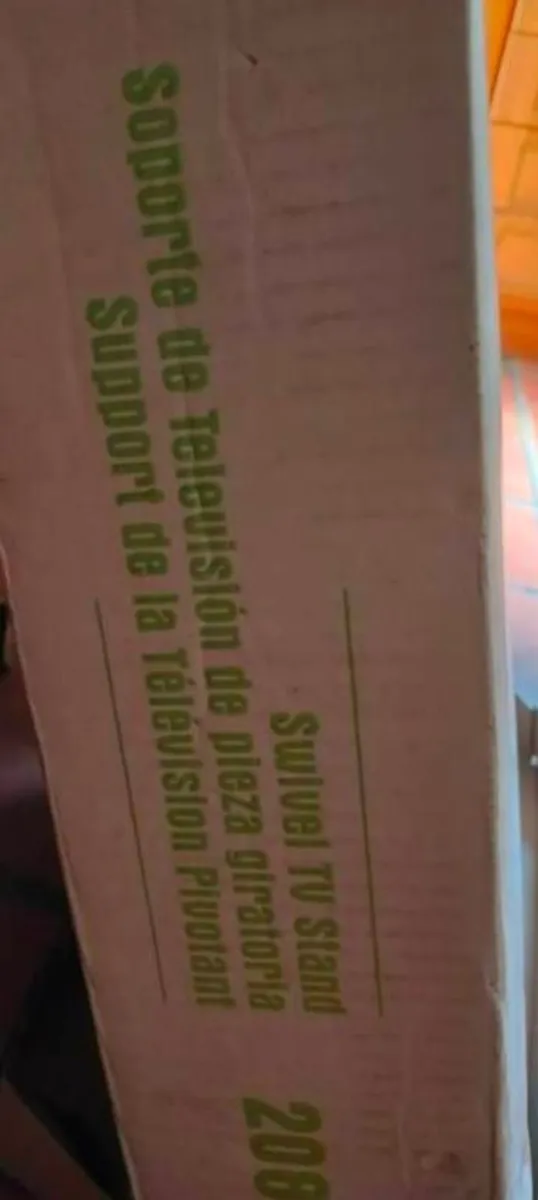 Swivel TV Stand
Soporte de Televisión de pieza giratoria
Support de la Télévision Pivotant
208